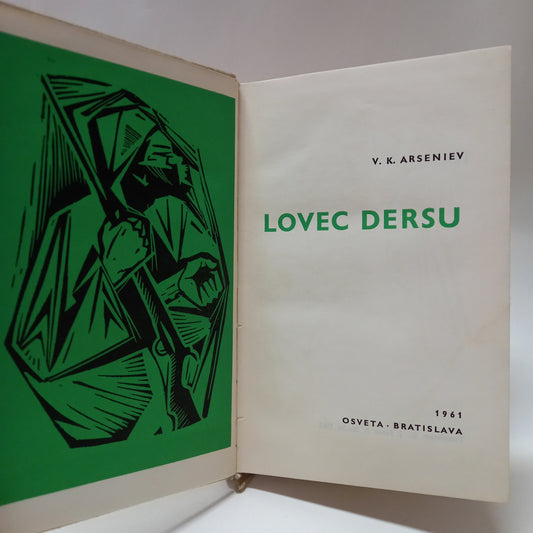 V. K. ARSENIEV
LOVEC DERSU
1961
OSVETA · BRATISLAVA